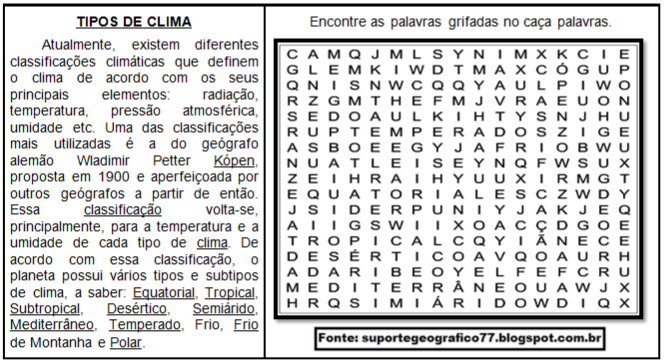 TIPOS DE CLIMA
Atualmente, existem diferentes
classificações climáticas que definem
o clima de acordo com os seus
principais elementos: radiação,
temperatura, pressão atmosférica,
umidade etc. Uma das classificações
mais utilizadas é a do geógrafo
alemão Wladimir Petter Kópen,
proposta em 1900 e aperfeiçoada por
outros geógrafos a partir de então.
Essa classificação volta-se,
principalmente, para a temperatura e a
umidade de cada tipo de clima. De
acordo com essa classificação, o
planeta possui vários tipos e subtipos
de clima, a saber: Equatorial, Tropical,
Subtropical, Desértico, Semiárido,
Mediterrâneo, Temperado, Frio, Frio
de Montanha e Polar.
Encontre as palavras grifadas no caça palavras.
C A M Q J M L S Y N I M X K C I E
G L E M K I W D T M A X C Ó G U P
Q N I S N W C Q Q Y A U L P I W O
R Z G M T H E F M J V R A E U O N
S E D O A U L K I H T Y S N J H U
R U P T E M P E R A D O S Z I G E
A S B O E E G Y J A F R I O B W U
N U A T L E I S E Y N Q F W S U X
Z E I H R A I H Y U U X I R M G T
E Q U A T O R I A L E S C Z W D Y
J S I D E R P U N I Y J A K J E Q
A I I G S W I I X O A C Ç D G O E
T R O P I C A L C Q Y I Ã N E C E
D E S É R T I C O A V Q O A U R H
A D A R I B E O Y E L F E F C R U
M E D I T E R R Â N E O U A W J X
H R Q S I M I Á R I D O W D I Q X
Fonte: suportegeografico77.blogspot.com.br